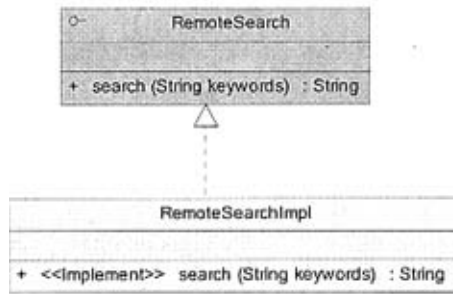 RemoteSearch
+ search (String keywords) : String
RemoteSearchImpl
+ <<Implement>> search (String keywords) : String